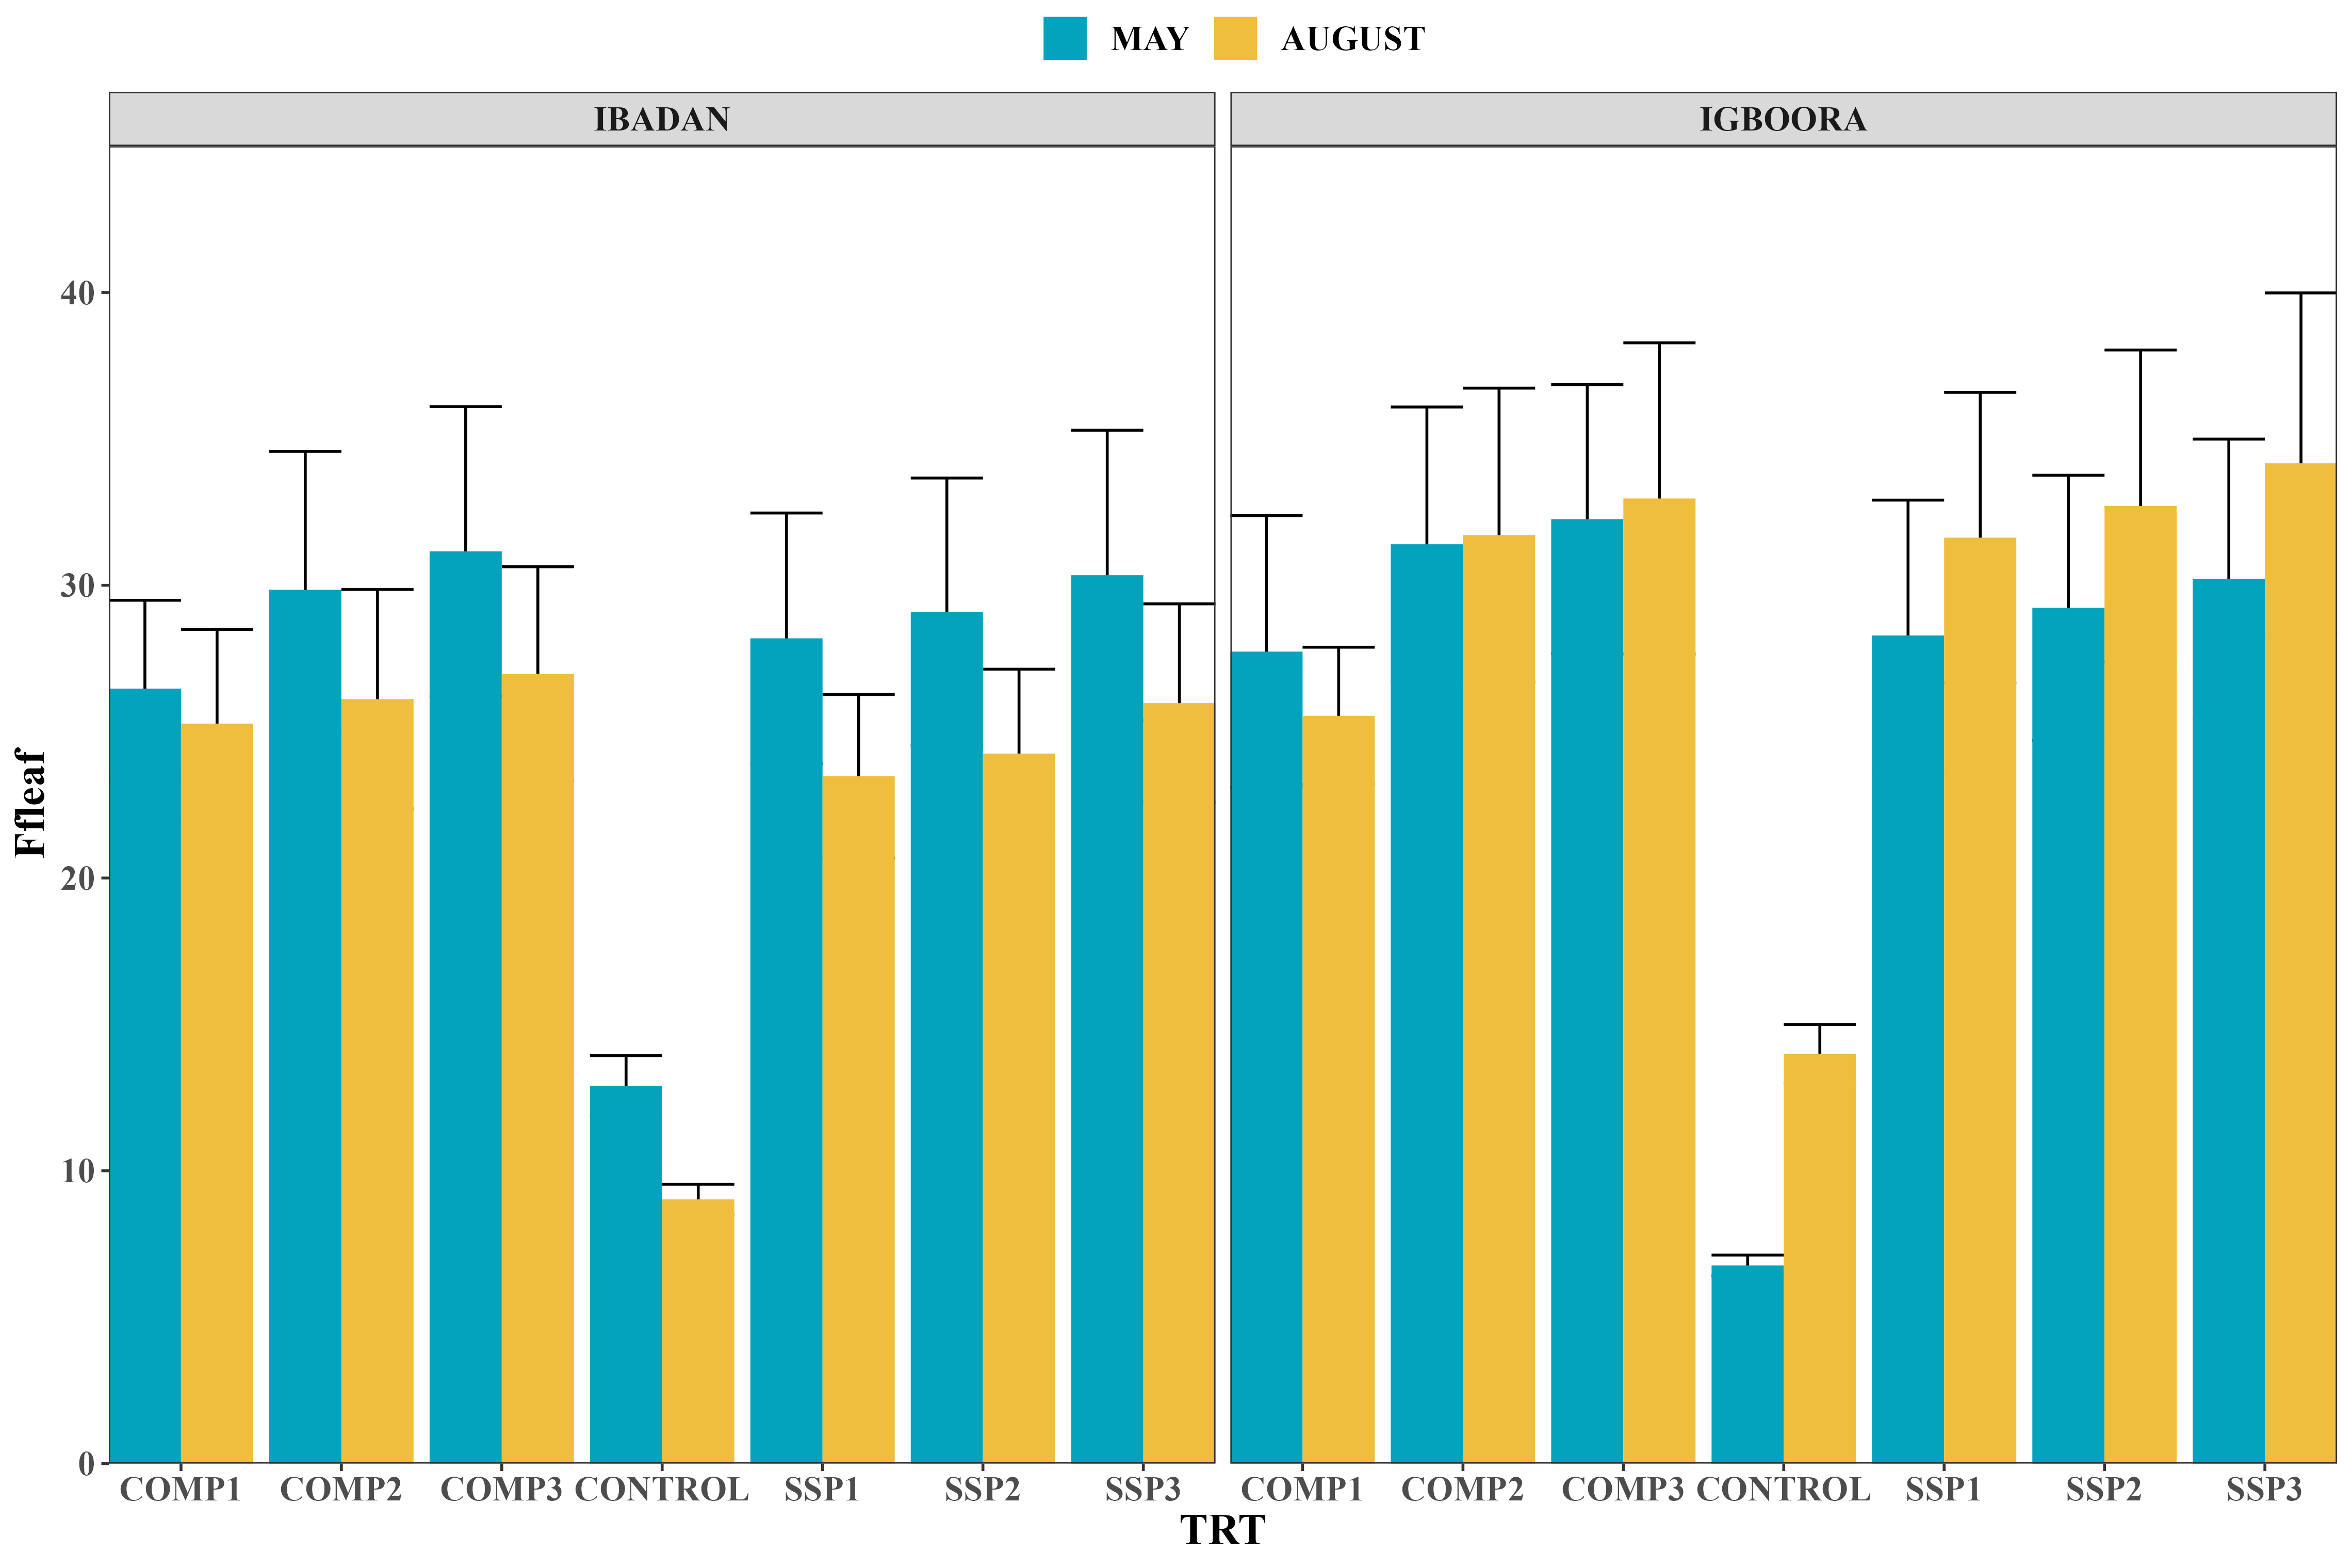 MAY AUGUST
IBADAN IGBOORA
Ffleaf
40
30
20
10
0
COMP1 COMP2 COMP3 CONTROL SSP1 SSP2 SSP3 COMP1 COMP2 COMP3 CONTROL SSP1 SSP2 SSP3
TRT